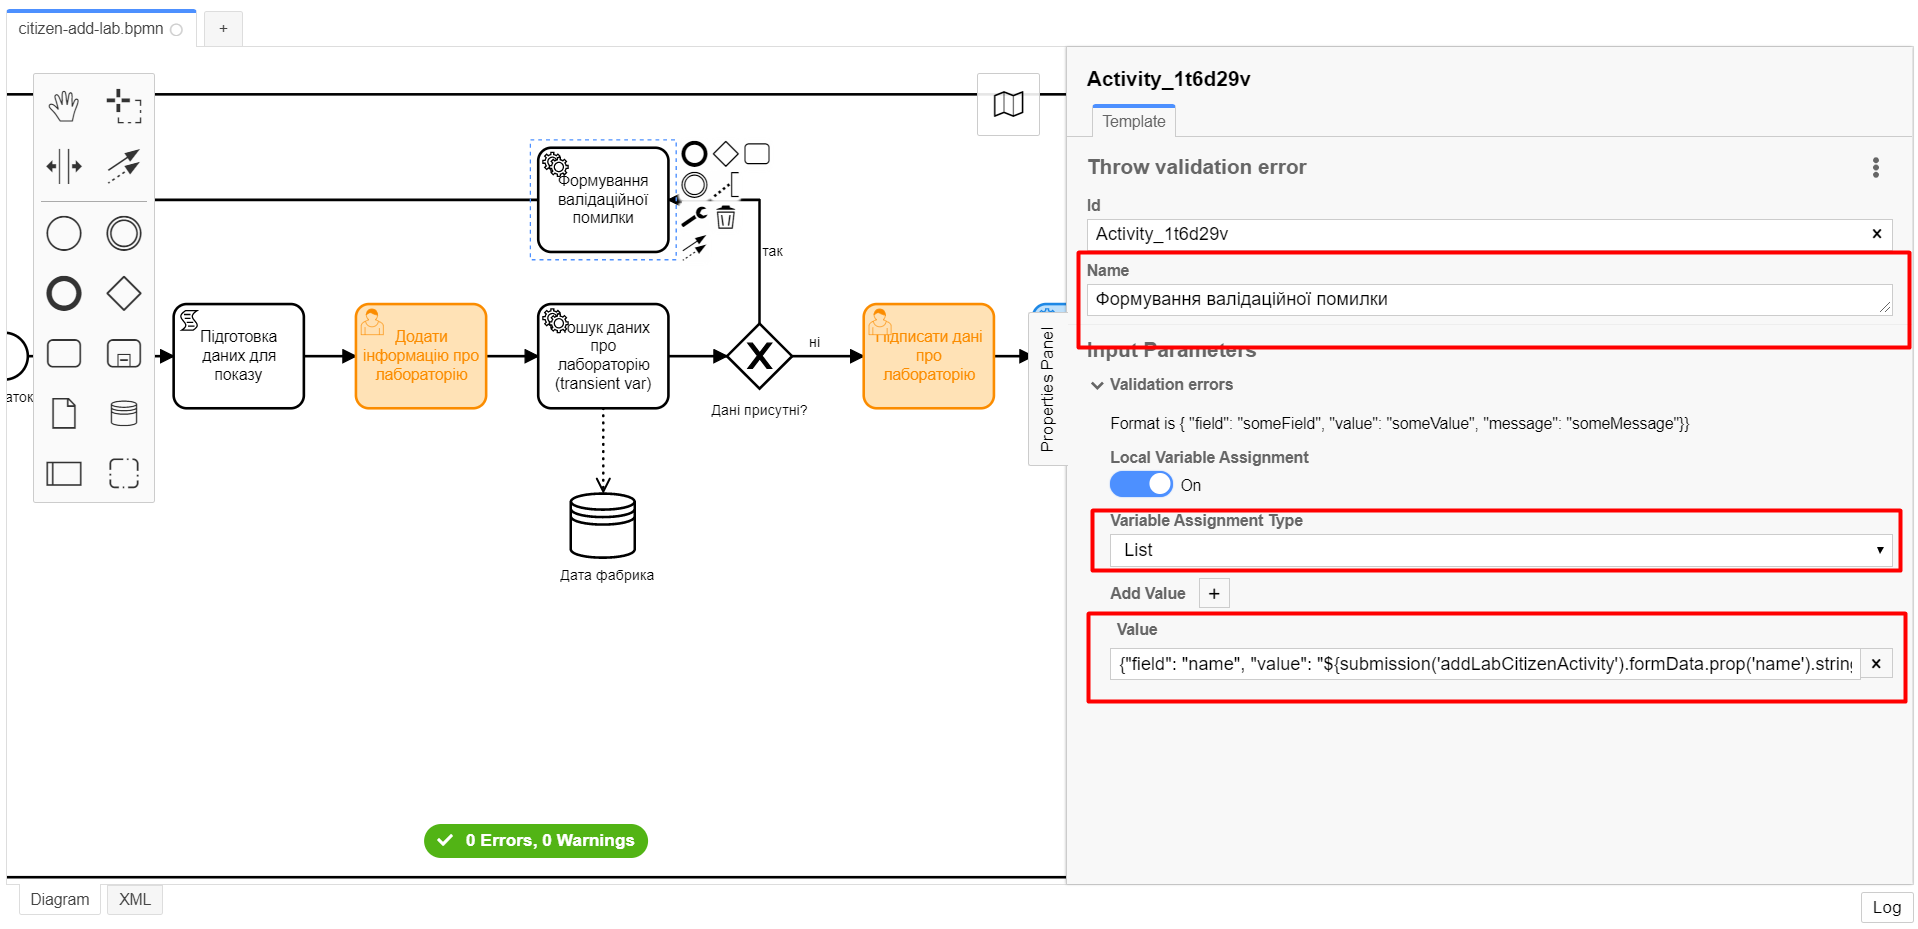 citizen-add-lab.bpmn
+
Формування
валідаційної
помилки
так
Підготовка
даних для
показу
Додати
інформацію про
лабораторію
ошук даних
про
лабораторію
(transient var)
X
ні
Дані присутні?
Підписати дані
про
лабораторію
аток
Дата фабрика
0 Errors, 0 Warnings
Diagram
XML
Properties Panel
Activity_1t6d29v
Template
Throw validation error
Id
Activity_1t6d29v
×
Name
Формування валідаційної помилки
Input Parameters
Validation errors
Format is { "field": "someField", "value": "someValue", "message": "someMessage"}}
Local Variable Assignment
On
Variable Assignment Type
List
Add Value +
Value
{"field": "name", "value": "${submission('addLabCitizenActivity').formData.prop('name').string
×
Log